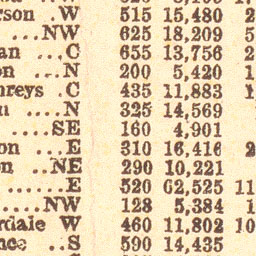 rson .W 515 15,480 2
....NW 625 18,209 5
an ...C 655 13,756 2
on ....N 200 5,420 1
hreys .C 435 11,883 1,
....N 325 14,569
......SE 160 4,901
on ...E 310 16,416 2
on ..NE 290 10,221
.......E 520 62,525 11
.....NW 128 5,384 1
rdale W 460 11,802 10
nce ..S 590 14,435